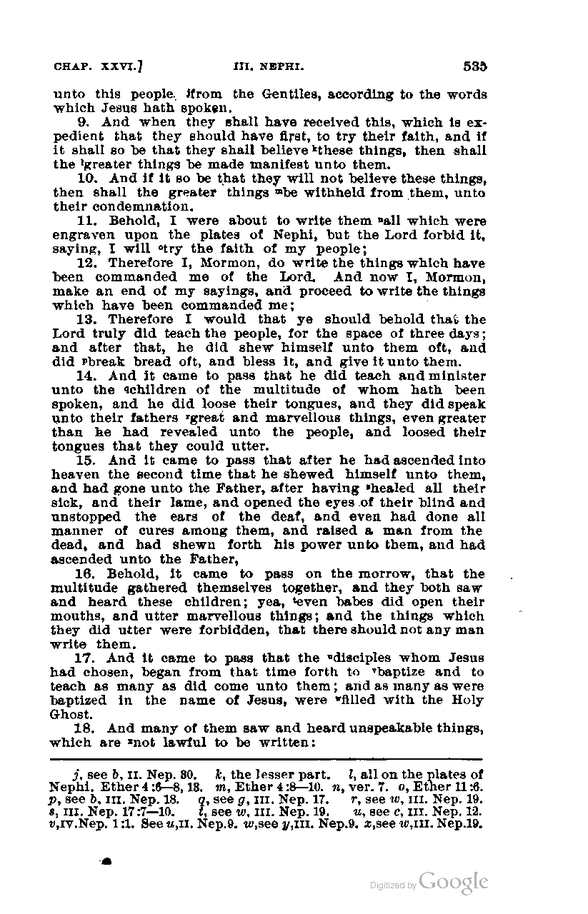 CHAP. XXVI.] III. NEPHI. 535
unto this people, jfrom the Gentiles, according to the words
which Jesus hath spoken.
9. And when they shall have received this, which is ex-
pedient that they should have first, to try their faith, and if
it shall so be that they shall believe kthese things, then shall
the lgreater things be made manifest unto them.
10. And if it so be that they will not believe these things,
then shall the greater things mbe withheld from them, unto
their condemnation.
11. Behold, I were about to write them nall which were
engraven upon the plates of Nephi, but the Lord forbid it,
saying, I will otry the faith of my people;
12. Therefore I, Mormon, do write the things which have
been commanded me of the Lord. And now I, Mormon,
make an end of my sayings, and proceed to write the things
which have been commanded me;
13. Therefore I would that ye should behold that the
Lord truly did teach the people, for the space of three days;
and after that, he did shew himself unto them oft, and
did pbreak bread oft, and bless it, and give it unto them.
14. And it came to pass that he did teach and minister
unto the qchildren of the multitude of whom hath been
spoken, and he did loose their tongues, and they did speak
unto their fathers rgreat and marvellous things, even greater
than he had revealed unto the people, and loosed their
tongues that they could utter.
15. And it came to pass that after he had ascended into
heaven the second time that he shewed himself unto them,
and had gone unto the Father, after having shealed all their
sick, and their lame, and opened the eyes of their blind and
unstopped the ears of the deaf, and even had done all
manner of cures among them, and raised a man from the
dead, and had shewn forth his power unto them, and had
ascended unto the Father,
16. Behold, it came to pass on the morrow, that the
multitude gathered themselves together, and they both saw
and heard these children; yea, teven babes did open their
mouths, and utter marvellous things; and the things which
they did utter were forbidden, that there should not any man
write them.
17. And it came to pass that the udisciples whom Jesus
had chosen, began from that time forth to vbaptize and to
teach as many as did come unto them; and as many as were
baptized in the name of Jesus, were wfilled with the Holy
Ghost.
18. And many of them saw and heard unspeakable things,
which are xnot lawful to be written:
j, see b, II. Nep. 30. k, the lesser part. l, all on the plates of
Nephi. Ether 4:6—8, 13. m, Ether 4:8—10. n, ver. 7. o, Ether 11:6.
p, see b, III. Nep. 18. q, see g, III. Nep. 17. r, see w, III. Nep. 19.
s, III. Nep. 17:7—10. t, see w, III. Nep. 19. u, see c, III. Nep. 12.
v, IV. Nep. 1:1. See u, II. Nep. 9. w, see y, III. Nep. 9. x, see w, III. Nep. 19.
Digitized by Google